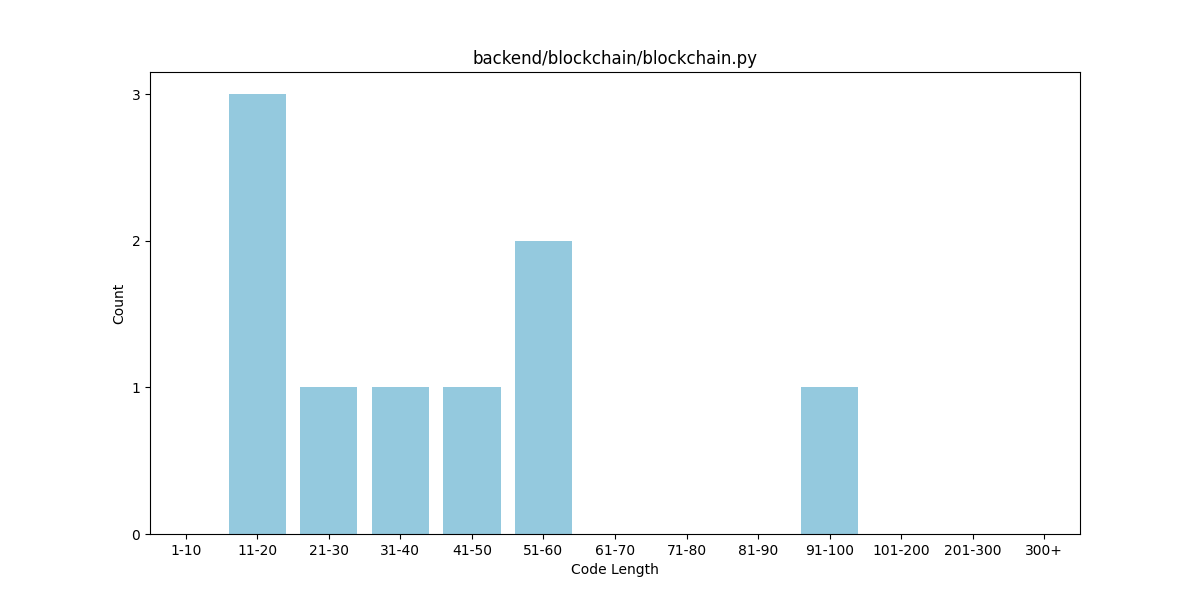 backend/blockchain/blockchain.py
Count
3
2
1
0
1-10 11-20 21-30 31-40 41-50 51-60 61-70 71-80 81-90 91-100 101-200 201-300 300+
Code Length